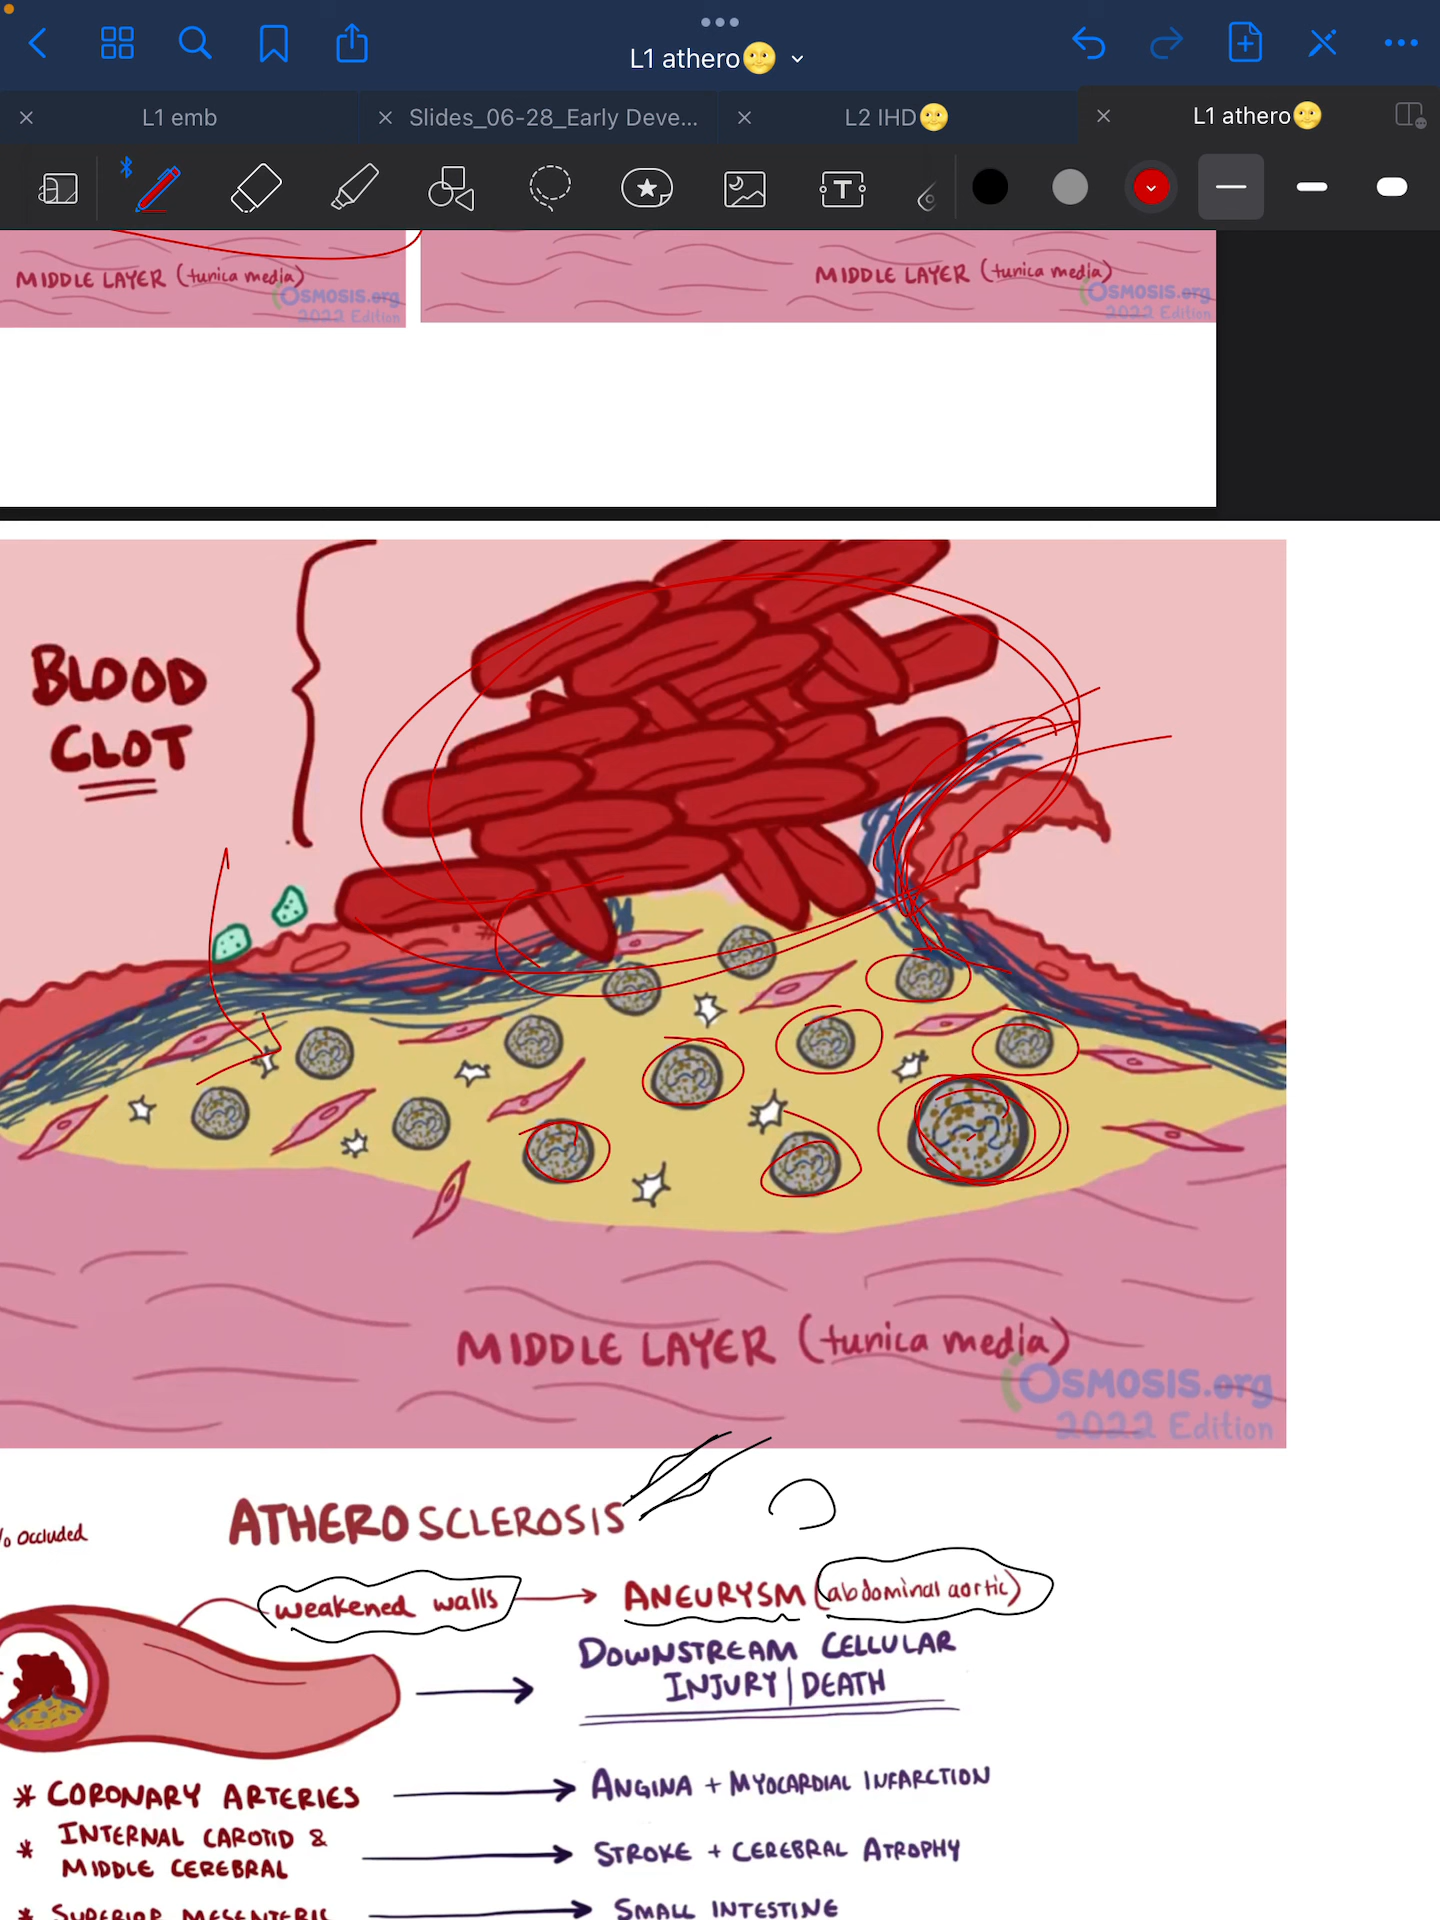 L1 athero🌝
L1 emb
Slides_06-28_Early Deve...
L2 IHD🌝
L1 athero🌝
T
MIDDLE LAYER (tunica media)
OSMOSIS.org
2022 Edition
MIDDLE LAYER (tunica media)
OSMOSIS.org
2022 Edition
BLOOD
CLOT
MIDDLE LAYER (tunica media)
OSMOSIS.org
2022 Edition
ATHEROSCLEROSIS
% occluded
weakened walls
ANEURYSM (abdominal aortic)
DOWNSTREAM CELLULAR
INJURY | DEATH
* CORONARY ARTERIES
ANGINA + MYOCARDIAL INFARCTION
* INTERNAL CAROTID &
MIDDLE CEREBRAL
STROKE + CEREBRAL ATROPHY
* SUPERIOR MESENTERIC
SMALL INTESTINE